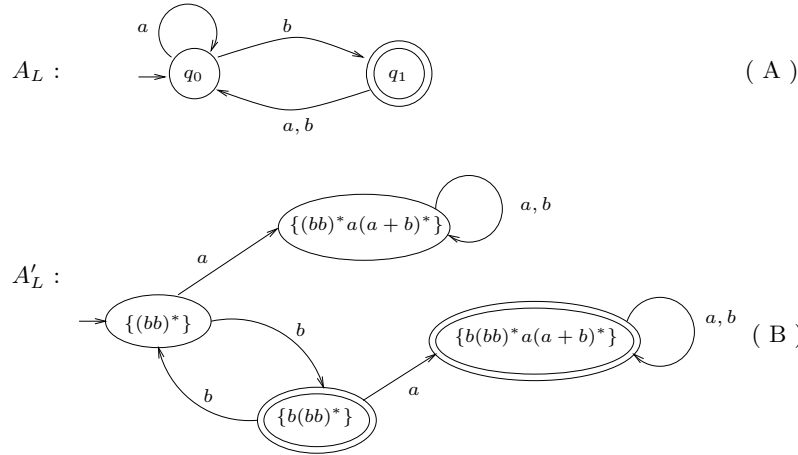 a
b
A_L :
q_0
q_1
( A )
a, b
{(bb)^*a(a + b)^*}
a, b
a
A'_L :
{(bb)^*}
b
{b(bb)^*a(a + b)^*}
a, b
( B )
b
a
{b(bb)^*}